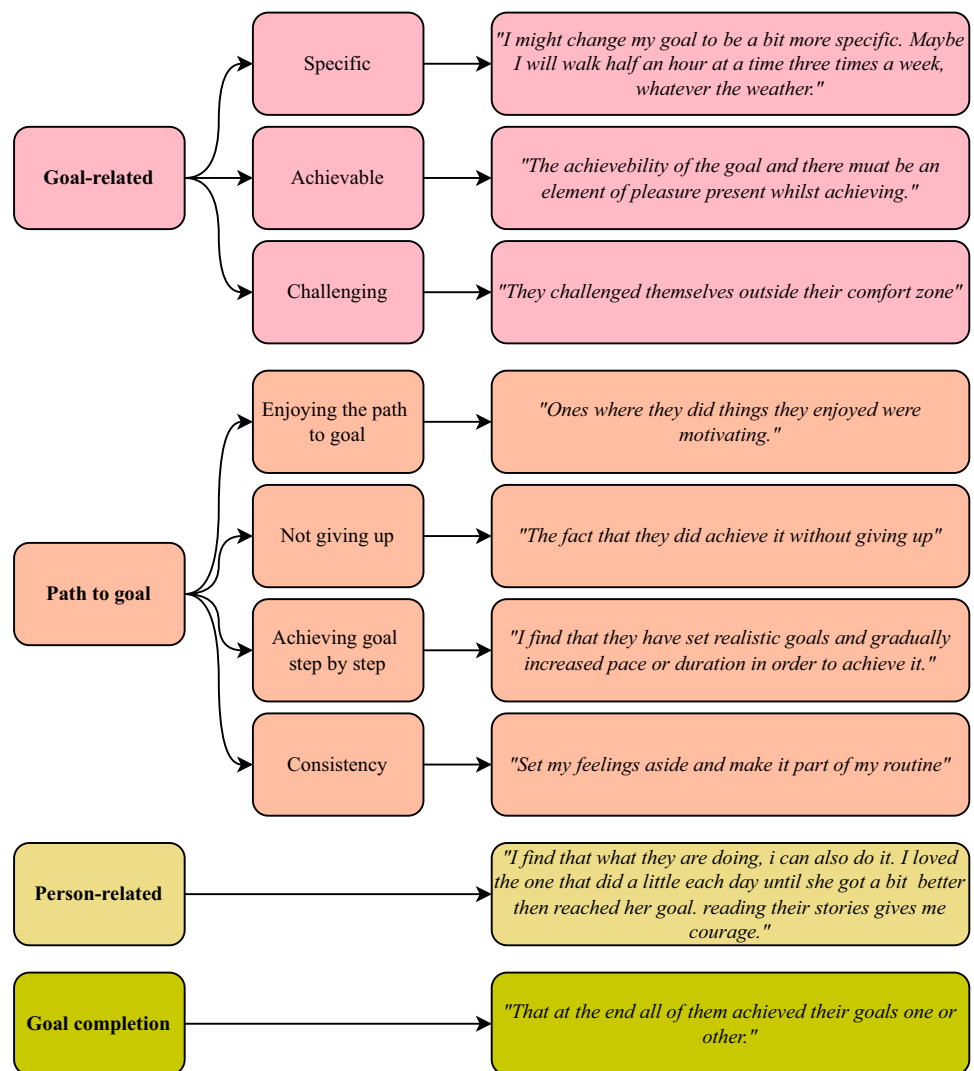 Specific
"I might change my goal to be a bit more specific. Maybe
I will walk half an hour at a time three times a week,
whatever the weather."
Goal-related
Achievable
"The achievebility of the goal and there muat be an
element of pleasure present whilst achieving."
Challenging
"They challenged themselves outside their comfort zone"
Enjoying the path
to goal
"Ones where they did things they enjoyed were
motivating."
Not giving up
"The fact that they did achieve it without giving up"
Path to goal
Achieving goal
step by step
"I find that they have set realistic goals and gradually
increased pace or duration in order to achieve it."
Consistency
"Set my feelings aside and make it part of my routine"
Person-related
"I find that what they are doing, i can also do it. I loved
the one that did a little each day until she got a bit better
then reached her goal. reading their stories gives me
courage."
Goal completion
"That at the end all of them achieved their goals one or
other."